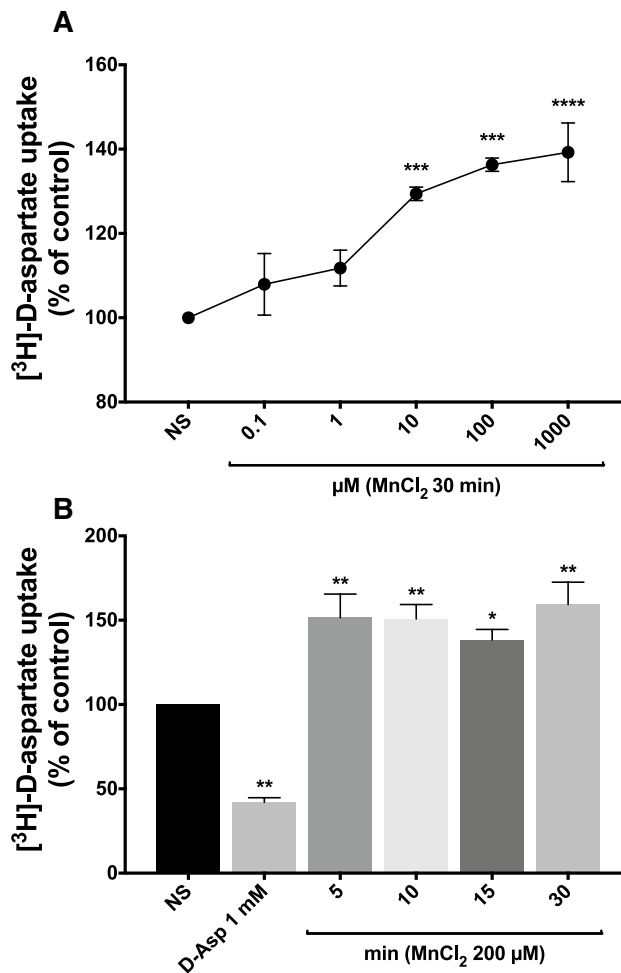 A
[³H]-D-aspartate uptake
(% of control)
160
140
120
100
80
***
***
****
NS
0.1
1
10
100
1000
µM (MnCl₂ 30 min)
B
[³H]-D-aspartate uptake
(% of control)
200
150
100
50
0
**
**
**
*
**
NS
D-Asp 1 mM
5
10
15
30
min (MnCl₂ 200 µM)